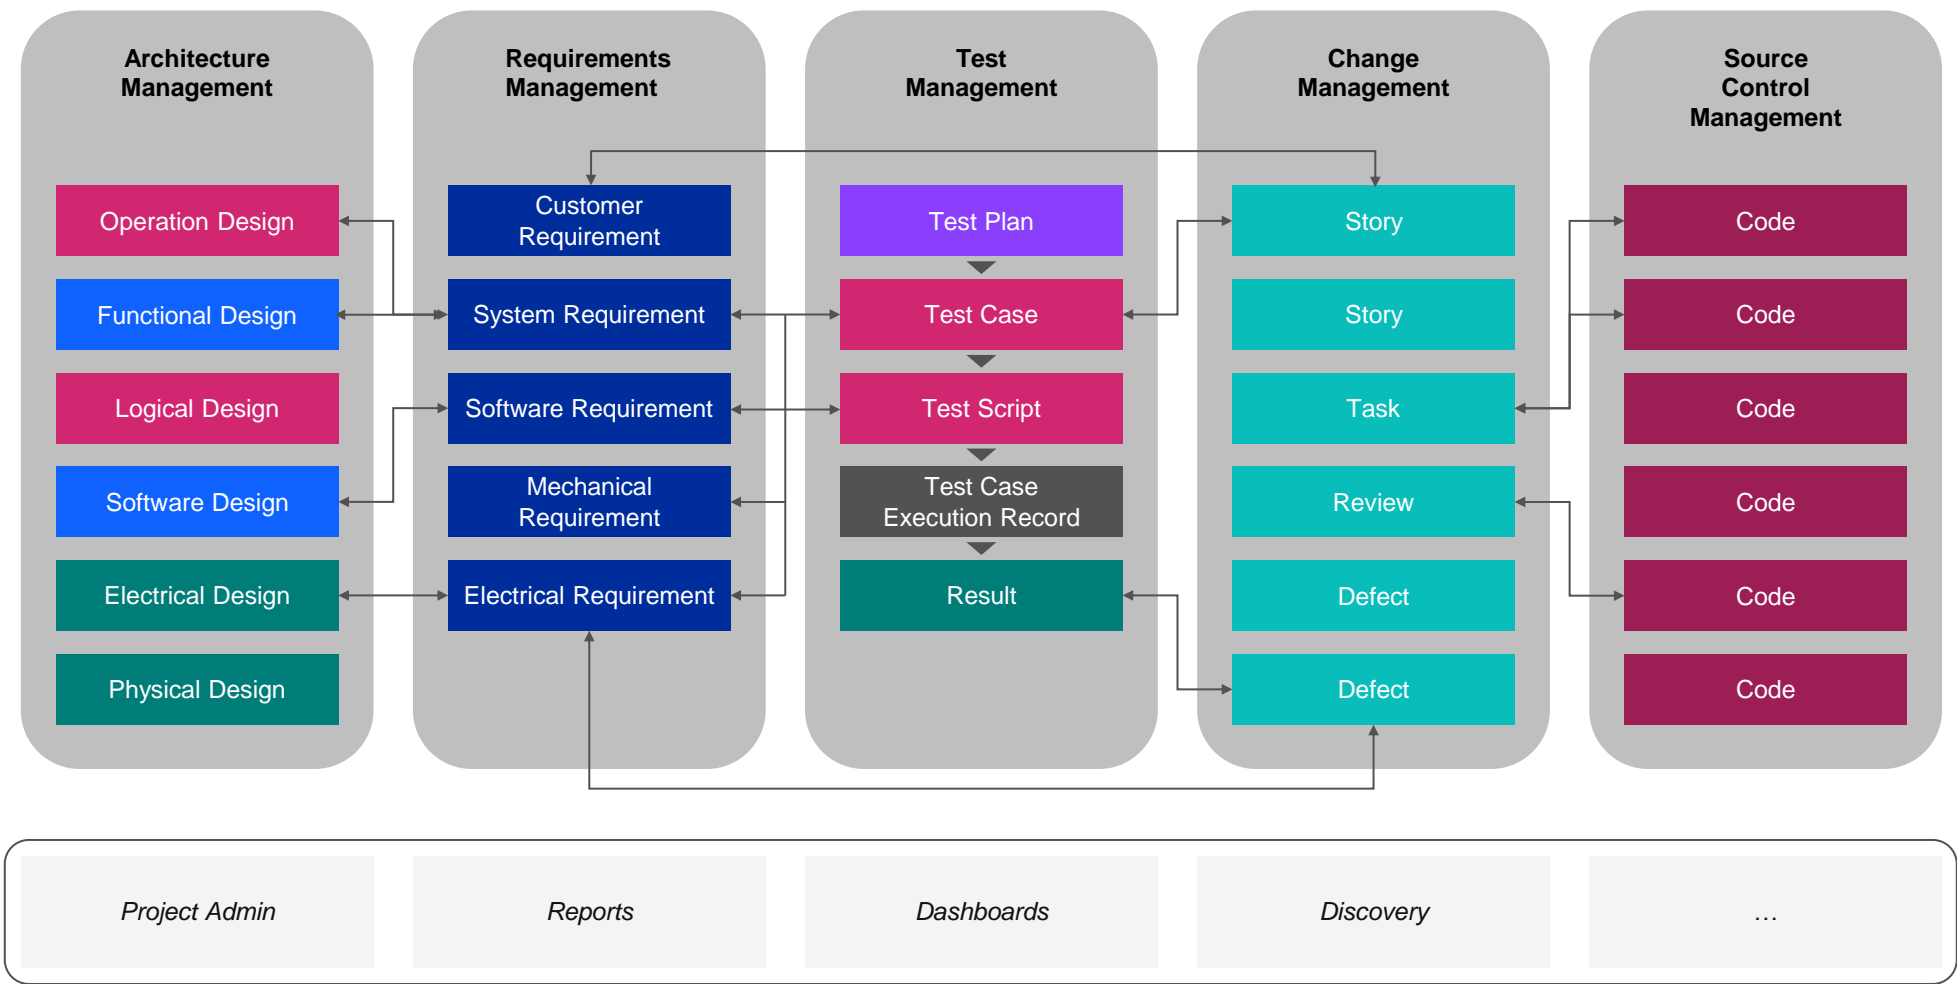 Architecture
Management
Requirements
Management
Test
Management
Change
Management
Source
Control
Management
Operation Design
Functional Design
Logical Design
Software Design
Electrical Design
Physical Design
Customer
Requirement
System Requirement
Software Requirement
Mechanical
Requirement
Electrical Requirement
Test Plan
Test Case
Test Script
Test Case
Execution Record
Result
Story
Story
Task
Review
Defect
Defect
Code
Code
Code
Code
Code
Code
Project Admin
Reports
Dashboards
Discovery
…